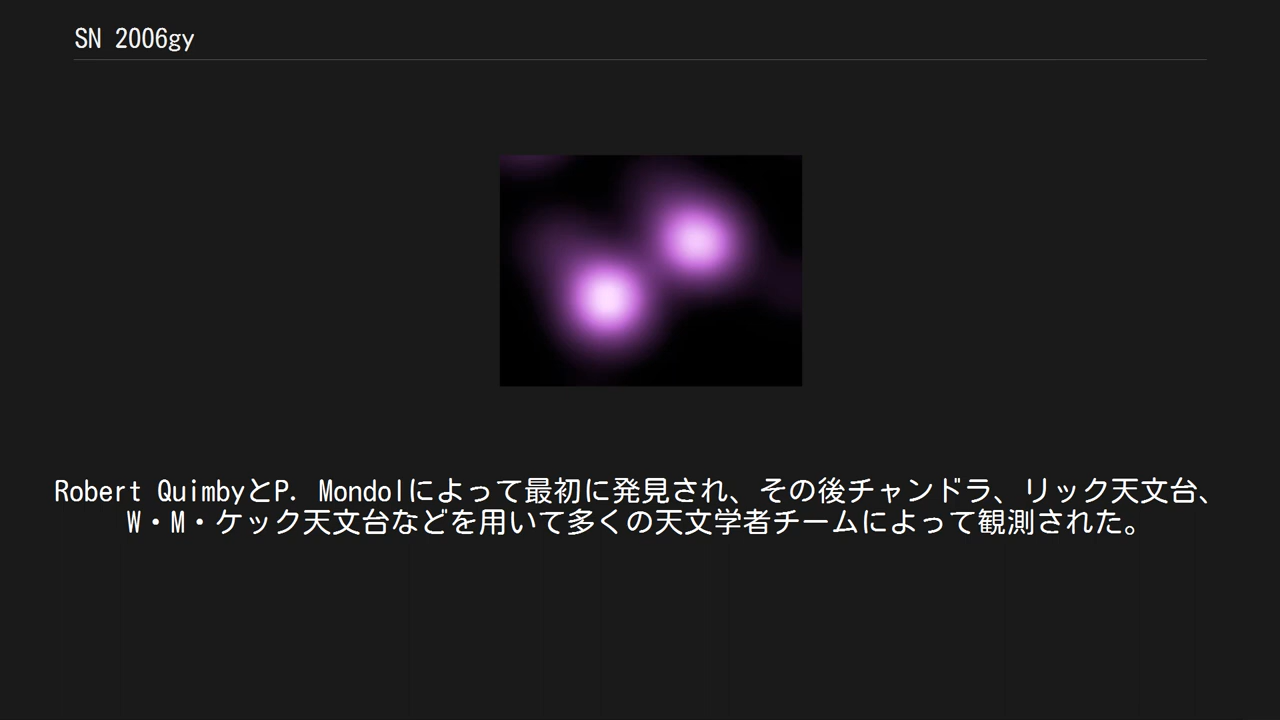 SN 2006gy
Robert QuimbyとP. Mondolによって最初に発見され、その後チャンドラ、リック天文台、
W・M・ケック天文台などを用いて多くの天文学者チームによって観測された。